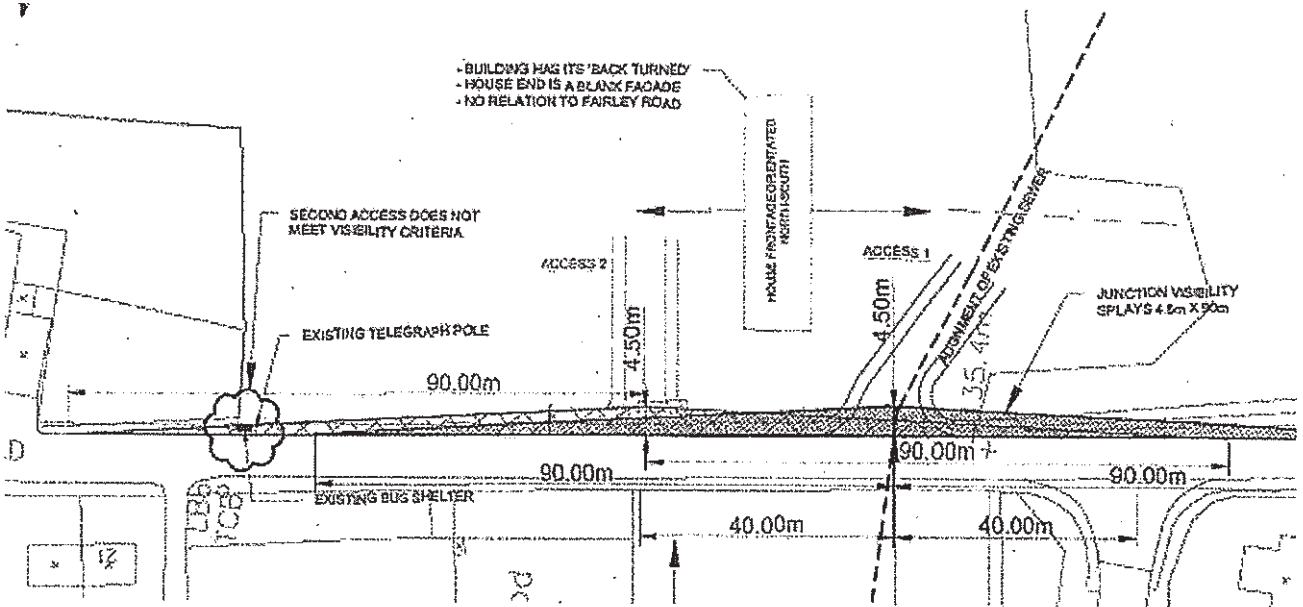 - BUILDING HAS ITS 'BACK TURNED'
- HOUSE END IS A BLANK FACADE
- NO RELATION TO FAIRLEY ROAD
HOUSE FRONTAGE ORIENTATED
NORTH-SOUTH
SECOND ACCESS DOES NOT
MEET VISIBILITY CRITERIA
ACCESS 2
ACCESS 1
ALIGNMENT OF EXISTING SEWER
JUNCTION VISIBILITY
SPLAYS 4.5m X 90m
EXISTING TELEGRAPH POLE
4.50m
4.50m
90.00m
D
90.00m
90.00m
90.00m
EXISTING BUS SHELTER
LB
TCB
40.00m
40.00m
21